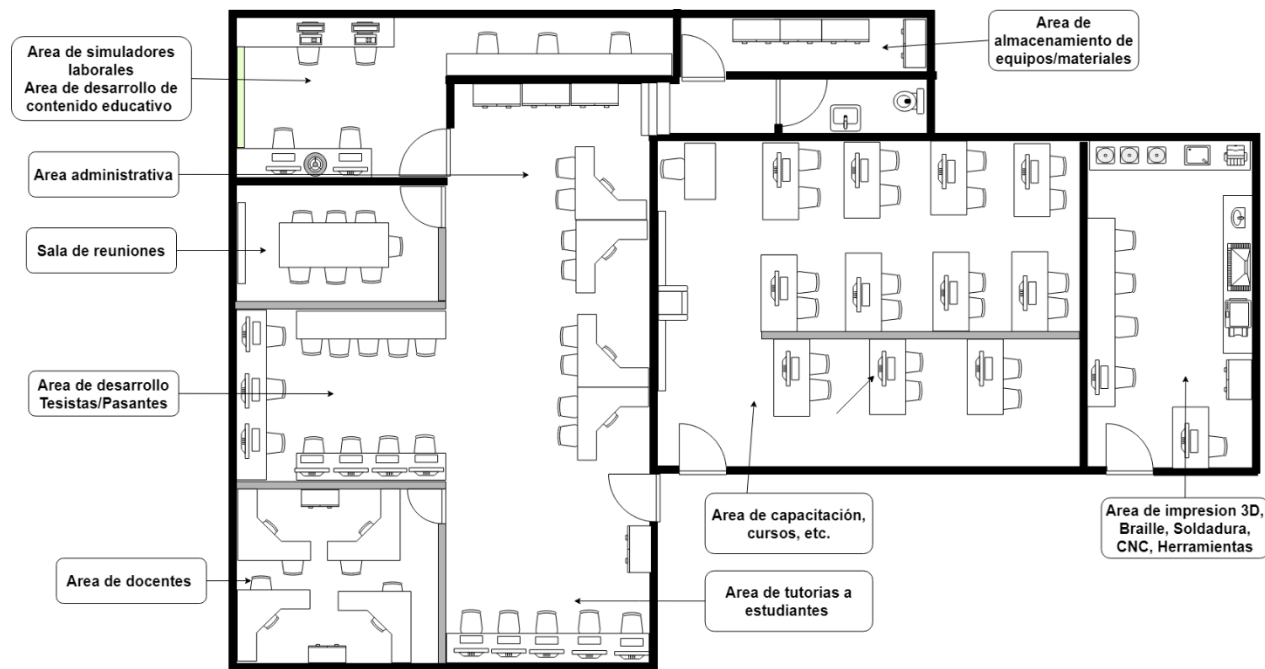 Area de simuladores
laborales
Area de desarrollo de
contenido educativo
Area de
almacenamiento de
equipos/materiales
Area administrativa
Sala de reuniones
Area de desarrollo
Tesistas/Pasantes
Area de docentes
Area de capacitación,
cursos, etc.
Area de impresion 3D,
Braille, Soldadura,
CNC, Herramientas
Area de tutorias a
estudiantes